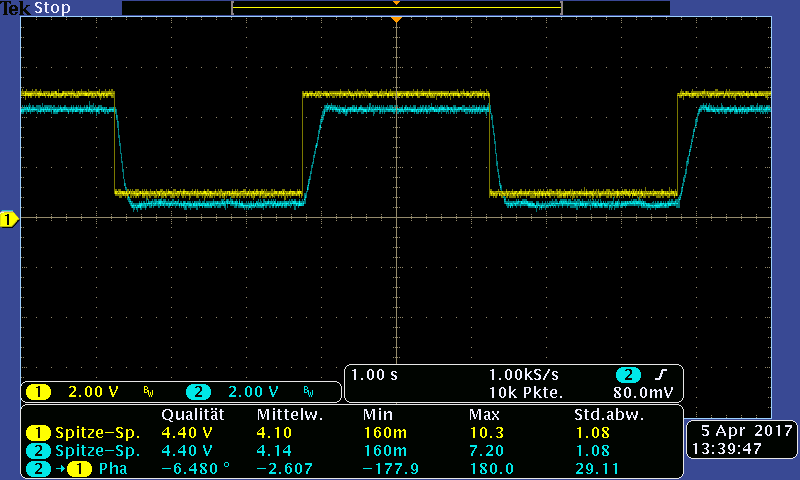 Tek Stop
1
1 2.00 V BW 2 2.00 V BW
1.00 s 1.00kS/s 2
10k Pkte. 80.0mV
Qualität Mittelw. Min Max Std.abw.
1 Spitze-Sp. 4.40 V 4.10 160m 10.3 1.08
2 Spitze-Sp. 4.40 V 4.14 160m 7.20 1.08
2 → 1 Pha -6.480 ° -2.607 -177.9 180.0 29.11
5 Apr 2017
13:39:47